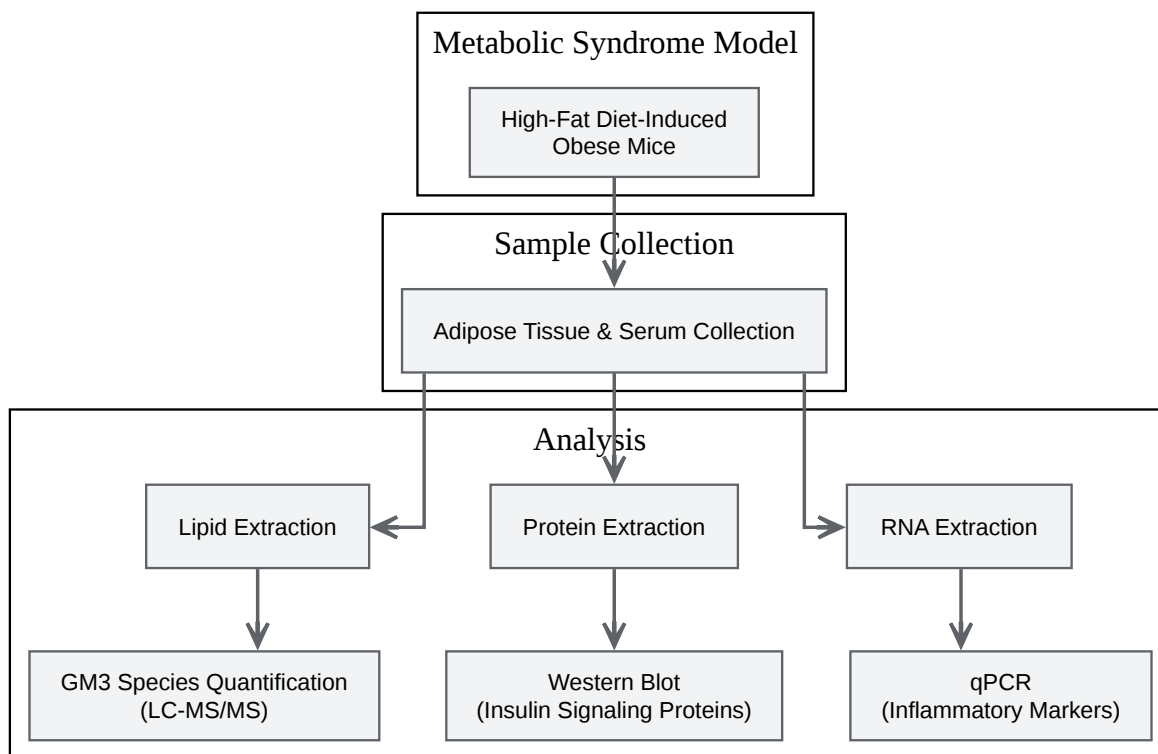 Metabolic Syndrome Model
High-Fat Diet-Induced
Obese Mice
Sample Collection
Adipose Tissue & Serum Collection
Analysis
Lipid Extraction
Protein Extraction
RNA Extraction
GM3 Species Quantification
(LC-MS/MS)
Western Blot
(Insulin Signaling Proteins)
qPCR
(Inflammatory Markers)